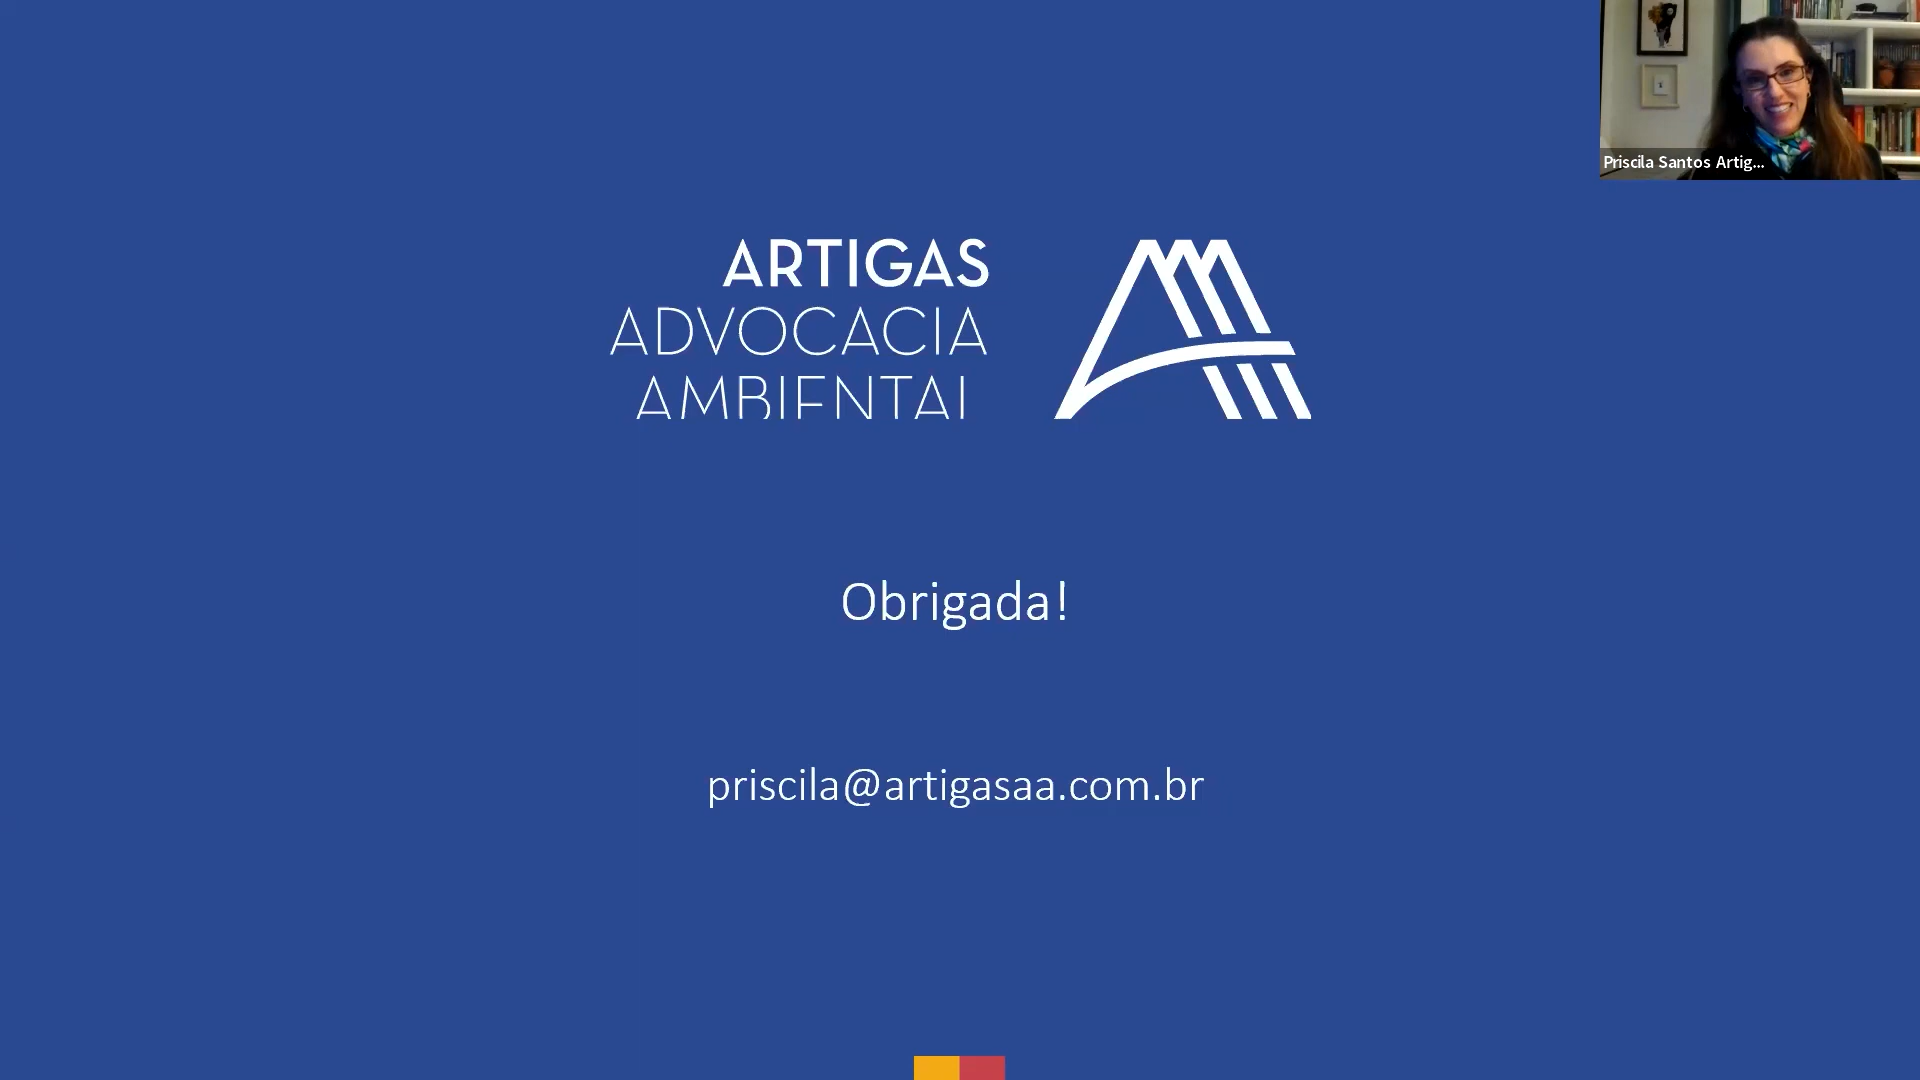 Priscila Santos Artig...
ARTIGAS
ADVOCACIA
AMBIENTAL
Obrigada!
priscila@artigasaa.com.br